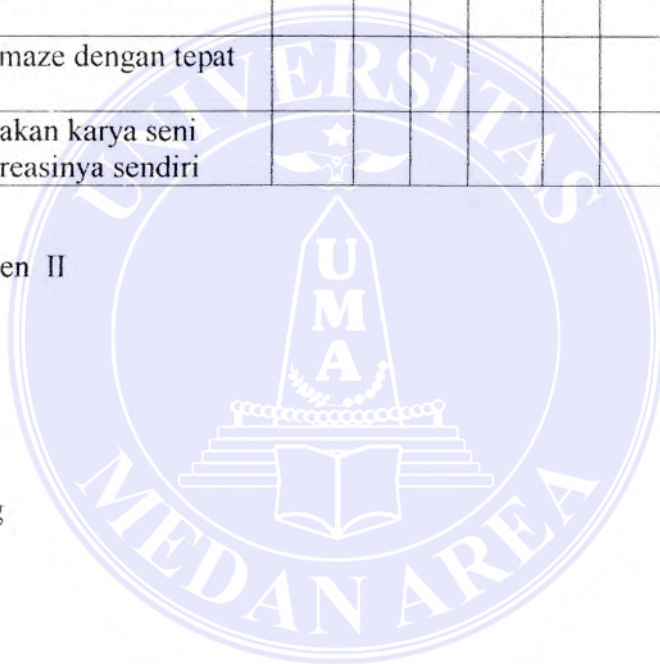 maze dengan tepat
akan karya seni
reasinya sendiri
en II
g
UNIVERSITAS
UMA
MEDAN AREA